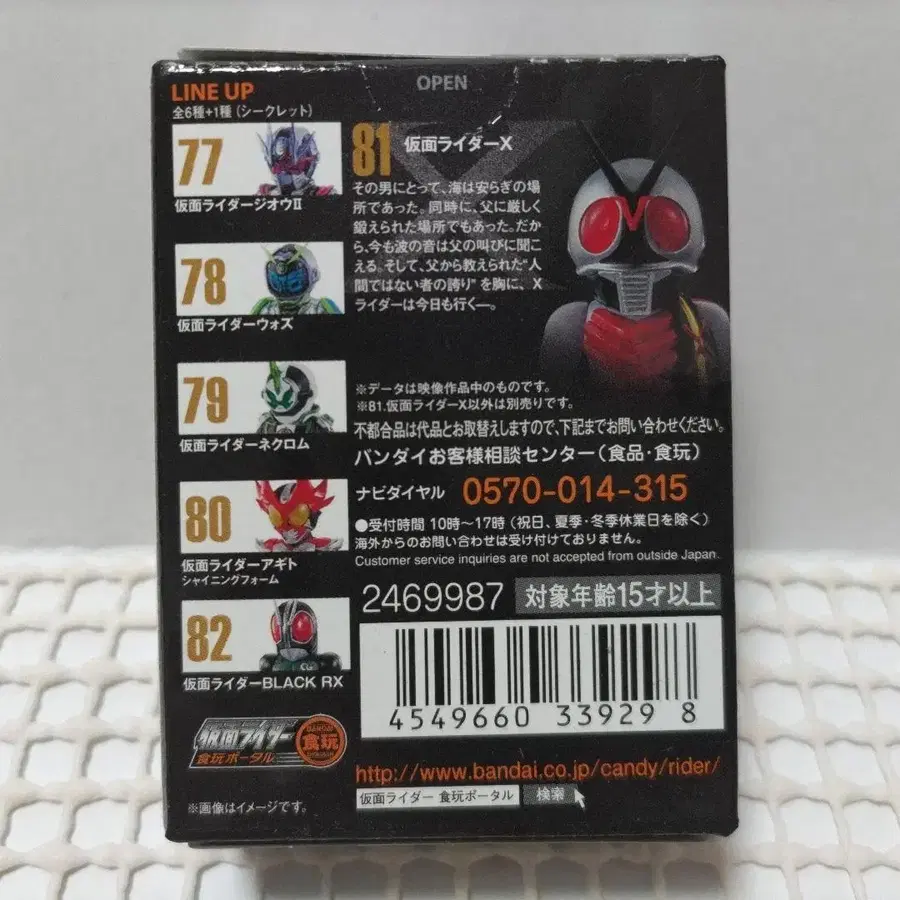 OPEN
LINE UP
全6種+1種(シークレット)
77
仮面ライダージオウⅡ
78
仮面ライダーウォズ
79
仮面ライダーネクロム
80
仮面ライダーアギト
シャイニングフォーム
82
仮面ライダーBLACK RX
81 仮面ライダーX
その男にとって、海は安らぎの場
所であった。同時に、父に厳しく
鍛えられた場所でもあった。だか
ら、今も波の音は父の叫びに聞こ
える。そして、父から教えられた“人
間ではない者の誇り”を胸に、X
ライダーは今日も行く―。
※データは映像作品中のものです。
※81.仮面ライダーX以外は別売りです。
不都合品は代品とお取替えしますので、下記までお問い合わせください。
バンダイお客様相談センター(食品・食玩)
ナビダイヤル 0570-014-315
●受付時間 10時～17時(祝日、夏季・冬季休業日を除く)
海外からのお問い合わせは受け付けておりません。
Customer service inquiries are not accepted from outside Japan.
2469987 対象年齢15才以上
4549660 33929 8
仮面ライダー
食玩ポータル
食玩
http://www.bandai.co.jp/candy/rider/
仮面ライダー 食玩ポータル 検索
※画像はイメージです。